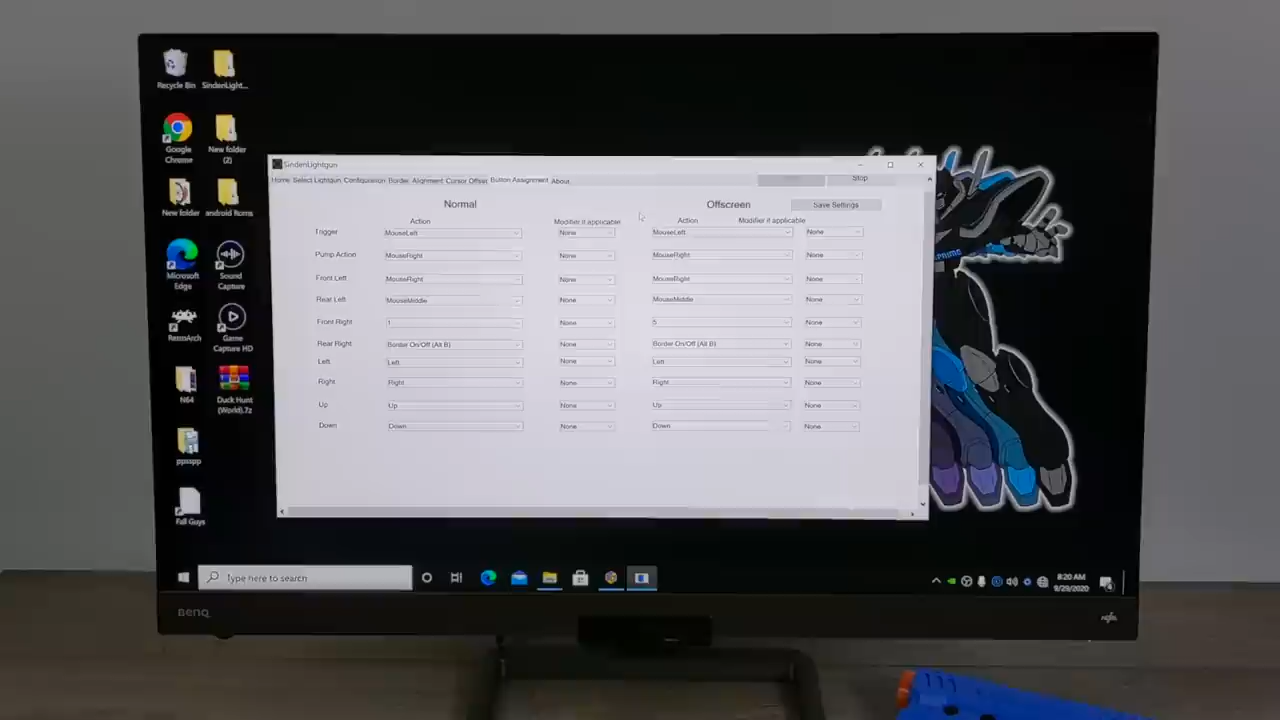 Recycle Bin
SindenLight...
Google Chrome
New folder (2)
New folder
android Roms
Microsoft Edge
Sound Capture
RetroArch
Game Capture HD
N64
Duck Hunt (World).7z
ppsspp
Fall Guys
SindenLightgun
Home Select Lightgun Configuration Border Alignment Cursor Offset Button Assignment About
Stop
Normal
Offscreen
Save Settings
Action Modifier if applicable Action Modifier if applicable
Trigger MouseLeft None MouseLeft None
Pump Action MouseRight None MouseRight None
Front Left MouseRight None MouseRight None
Rear Left MouseMiddle None MouseMiddle None
Front Right 1 None 5 None
Rear Right Border On/Off (Alt B) None Border On/Off (Alt B) None
Left Left None Left None
Right Right None Right None
Up Up None Up None
Down Down None Down None
PRIME
Type here to search
8:20 AM
9/29/2020
BenQ